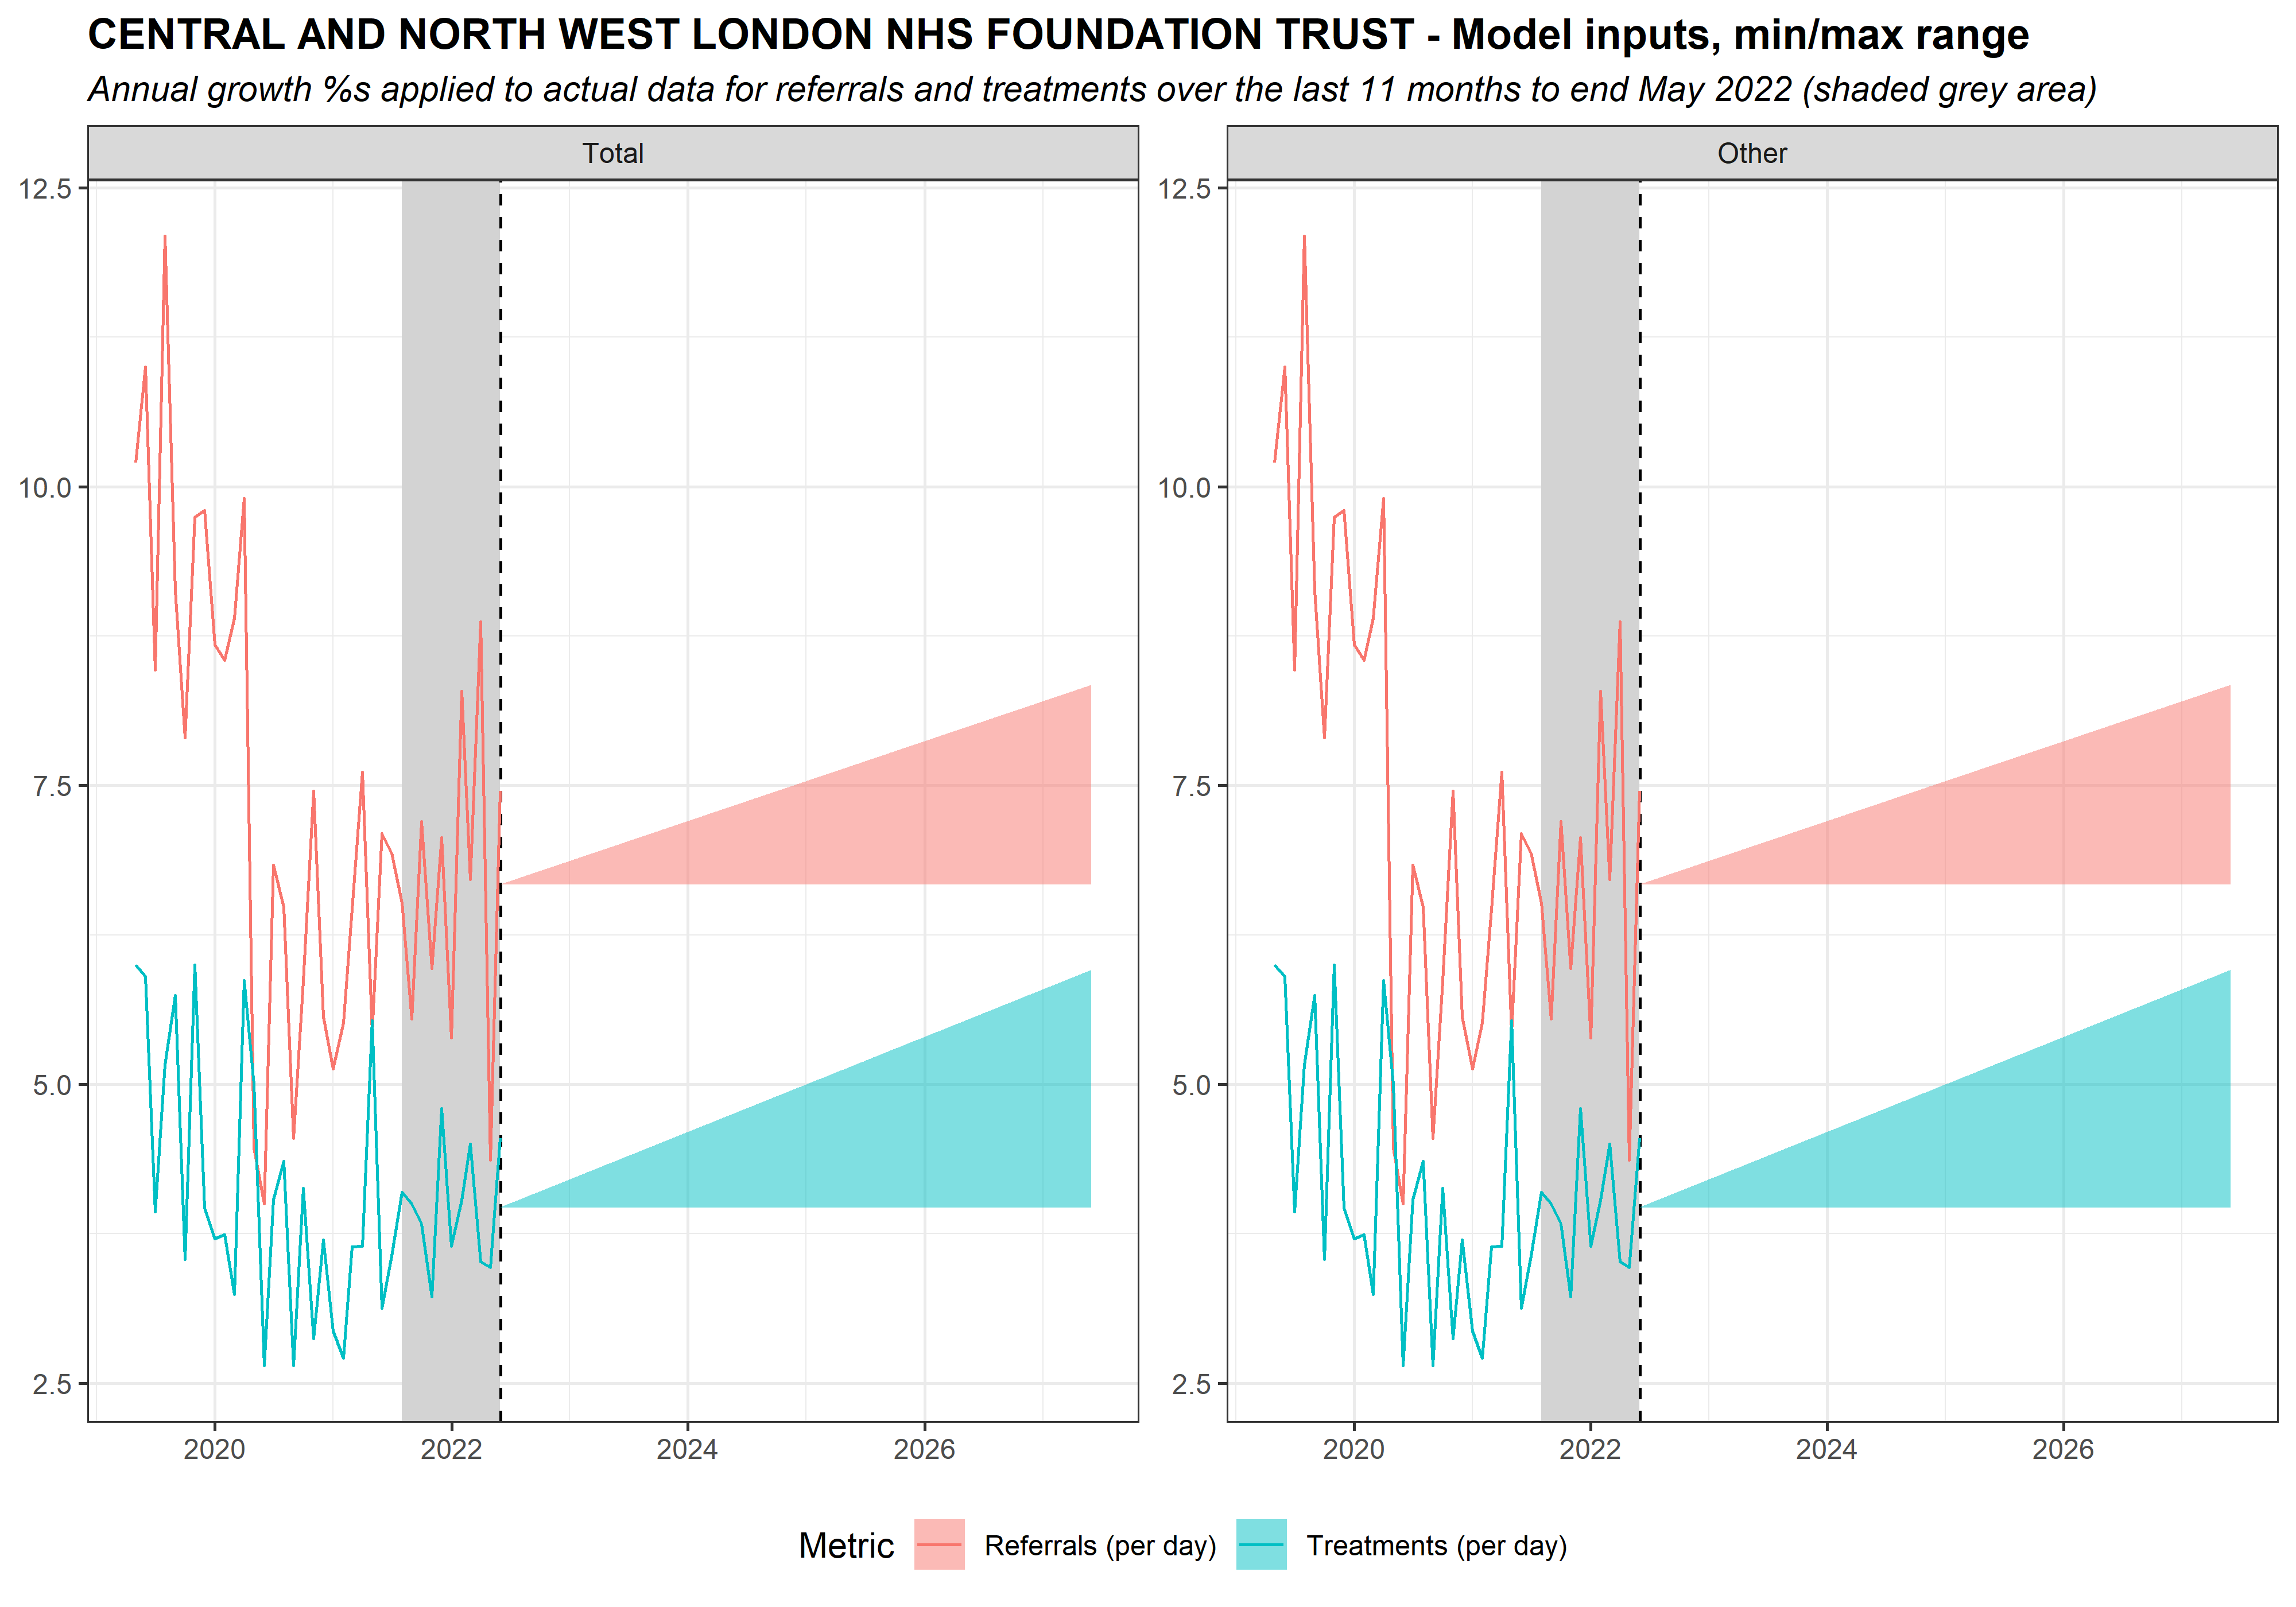 CENTRAL AND NORTH WEST LONDON NHS FOUNDATION TRUST - Model inputs, min/max range
Annual growth %s applied to actual data for referrals and treatments over the last 11 months to end May 2022 (shaded grey area)
Total
Other
12.5
10.0
7.5
5.0
2.5
12.5
10.0
7.5
5.0
2.5
2020 2022 2024 2026
2020 2022 2024 2026
Metric Referrals (per day) Treatments (per day)